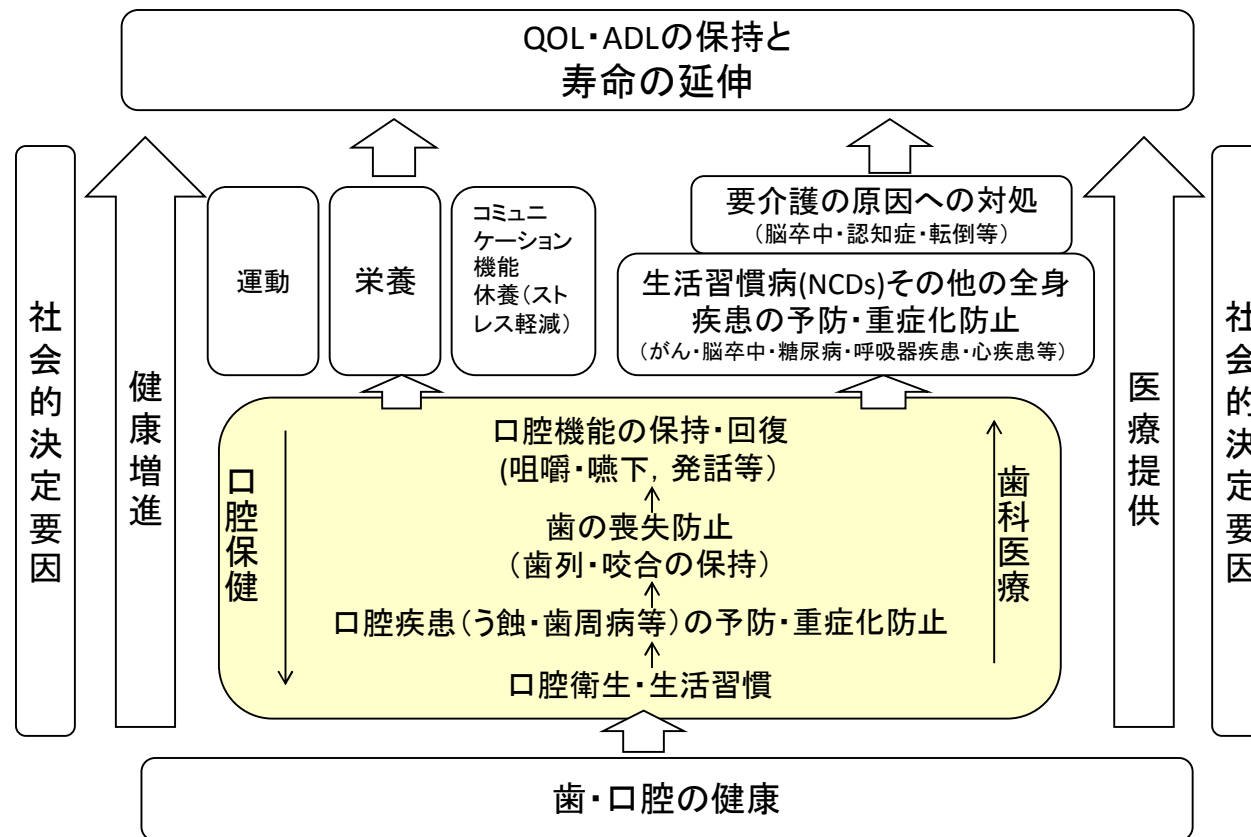 QOL・ADLの保持と
寿命の延伸
社会的決定要因
健康増進
運動
栄養
コミュニ
ケーション
機能
休養(スト
レス軽減)
要介護の原因への対処
(脳卒中・認知症・転倒等)
生活習慣病(NCDs)その他の全身
疾患の予防・重症化防止
(がん・脳卒中・糖尿病・呼吸器疾患・心疾患等)
医療提供
社会的決定要因
口腔保健
口腔機能の保持・回復
(咀嚼・嚥下, 発話等)
歯の喪失防止
(歯列・咬合の保持)
口腔疾患(う蝕・歯周病等)の予防・重症化防止
口腔衛生・生活習慣
歯科医療
歯・口腔の健康